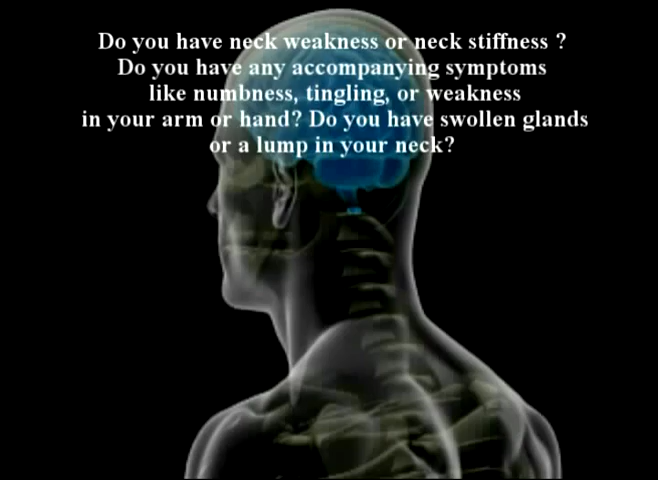 Do you have neck weakness or neck stiffness ?
Do you have any accompanying symptoms
like numbness, tingling, or weakness
in your arm or hand? Do you have swollen glands
or a lump in your neck?